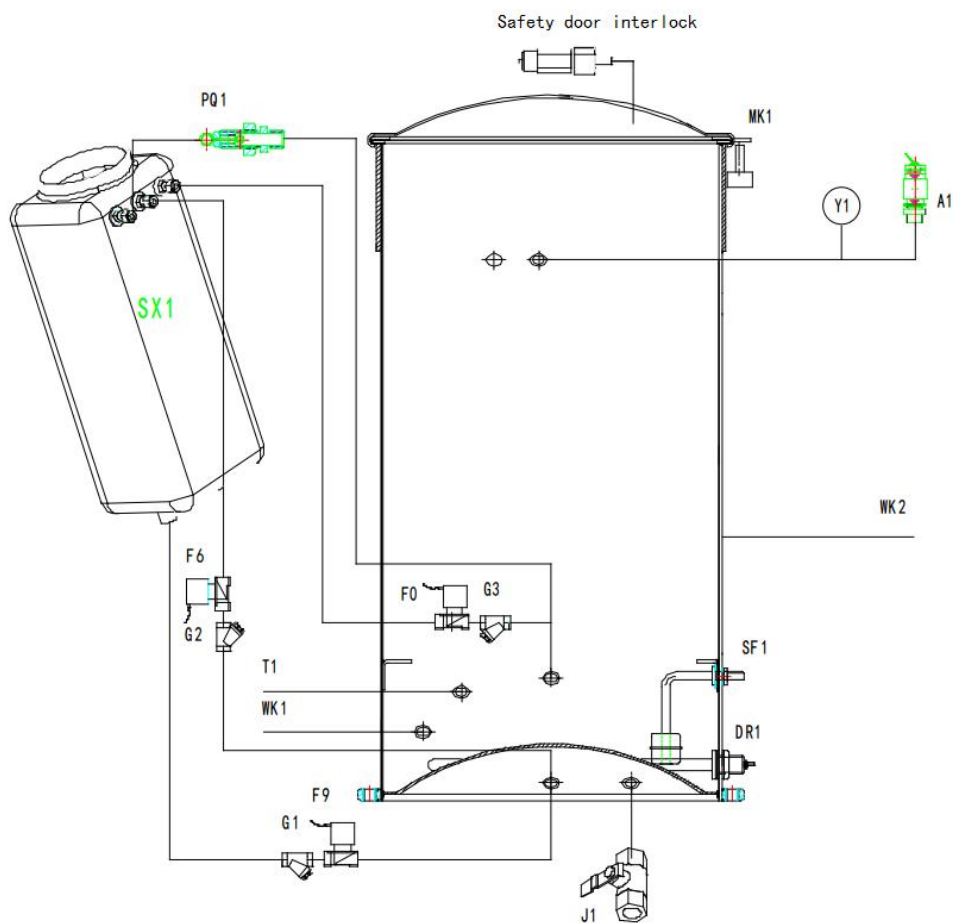 Safety door interlock
PQ1
MK1
Y1
A1
SX1
WK2
F6
F0
G3
G2
SF1
T1
WK1
DR1
F9
G1
J1